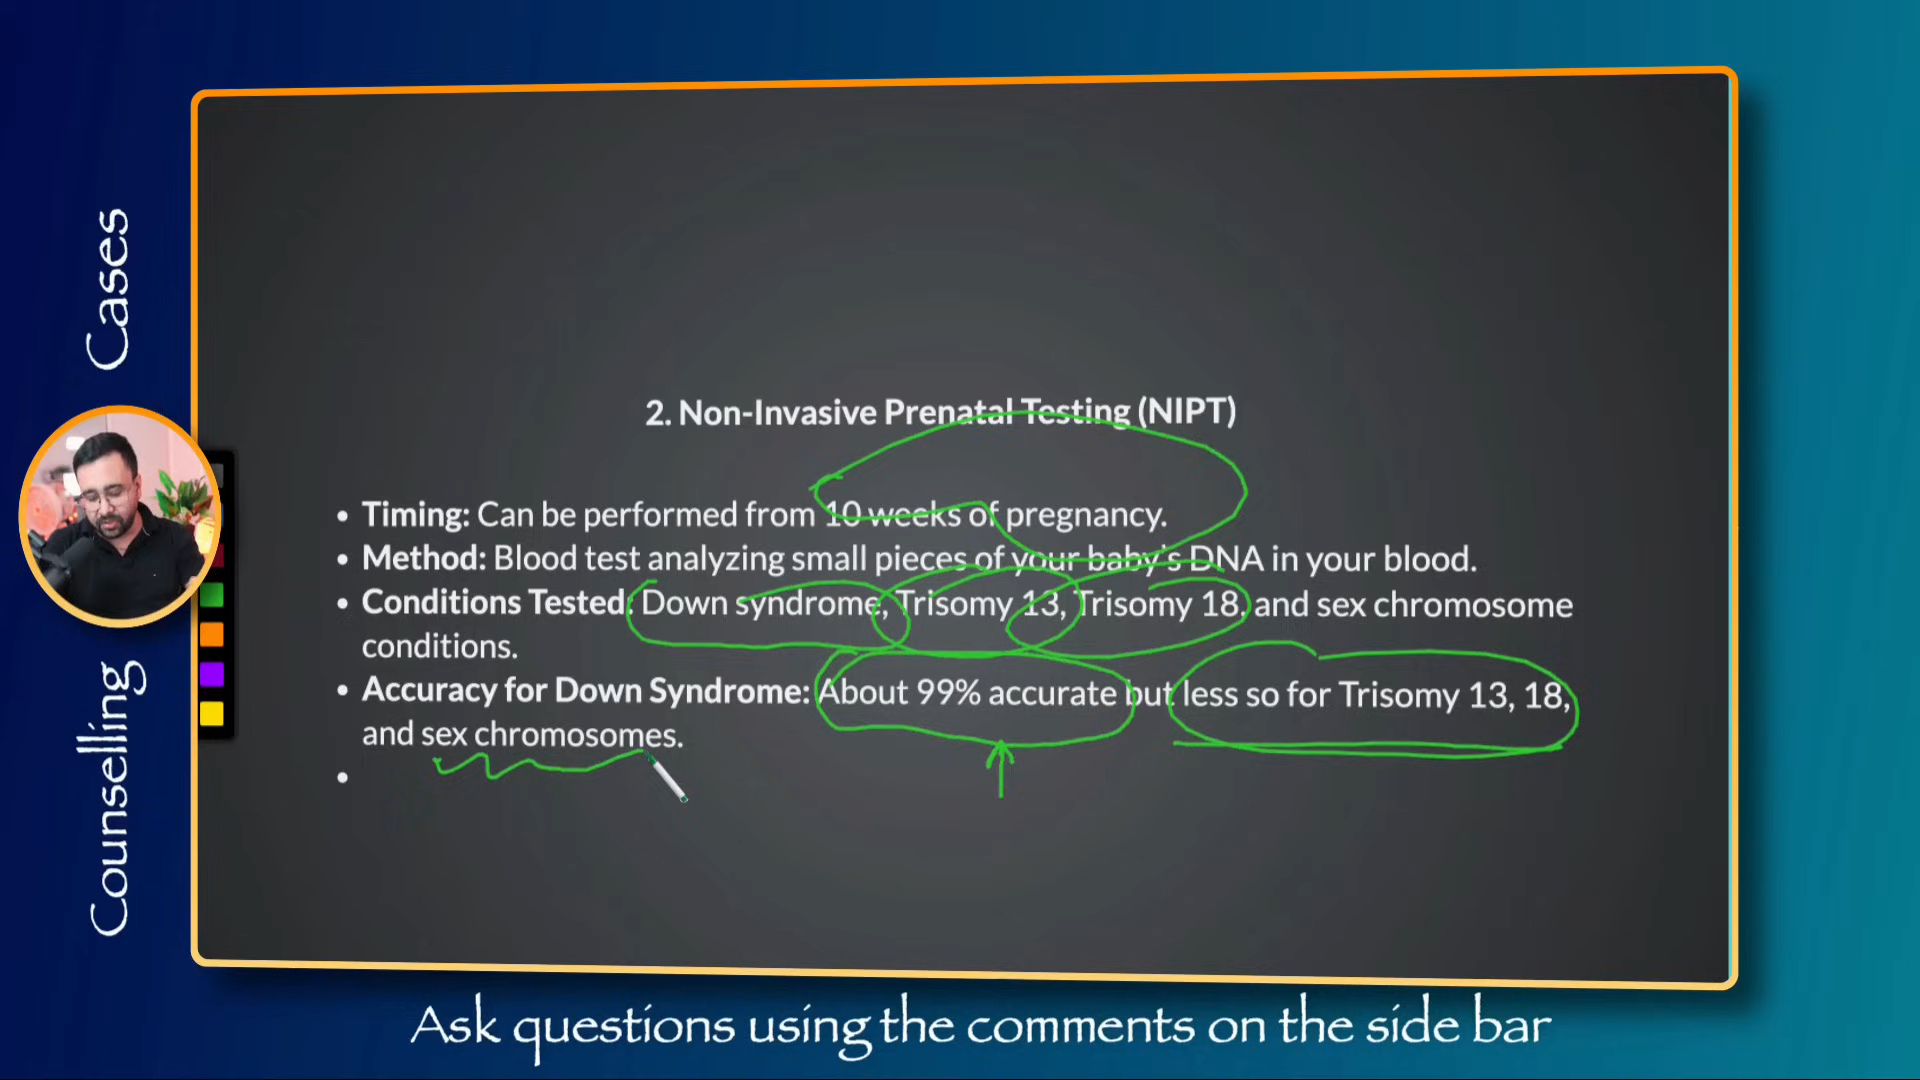 Counselling Cases
2. Non-Invasive Prenatal Testing (NIPT)
• Timing: Can be performed from 10 weeks of pregnancy.
• Method: Blood test analyzing small pieces of your baby's DNA in your blood.
• Conditions Tested: Down syndrome, Trisomy 13, Trisomy 18, and sex chromosome
conditions.
• Accuracy for Down Syndrome: About 99% accurate but less so for Trisomy 13, 18,
and sex chromosomes.
•
Ask questions using the comments on the side bar